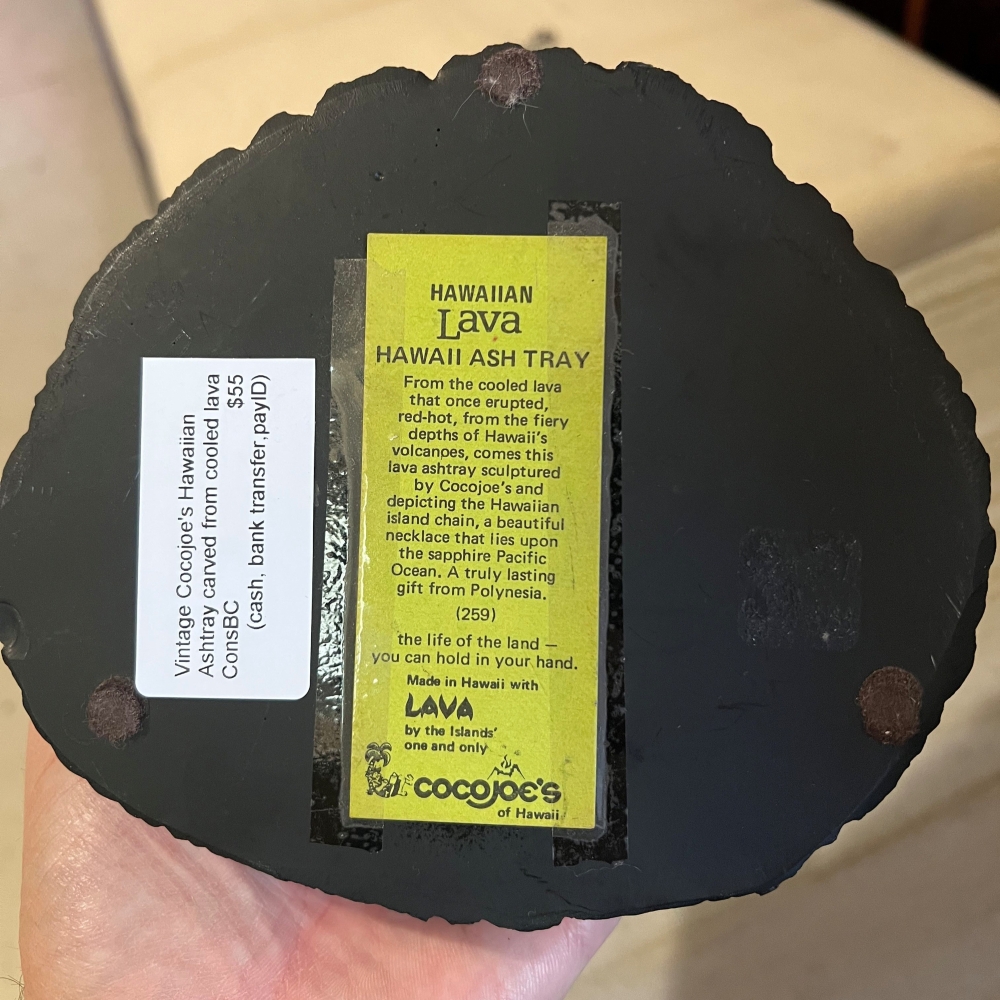 Vintage Cocojoe's Hawaiian
Ashtray carved from cooled lava
ConsBC $55
(cash, bank transfer,payID)
HAWAIIAN
Lava
HAWAII ASH TRAY
From the cooled lava
that once erupted,
red-hot, from the fiery
depths of Hawaii's
volcanoes, comes this
lava ashtray sculptured
by Cocojoe's and
depicting the Hawaiian
island chain, a beautiful
necklace that lies upon
the sapphire Pacific
Ocean. A truly lasting
gift from Polynesia.
(259)
the life of the land —
you can hold in your hand.
Made in Hawaii with
LAVA
by the Islands'
one and only
COCOJOE'S
of Hawaii